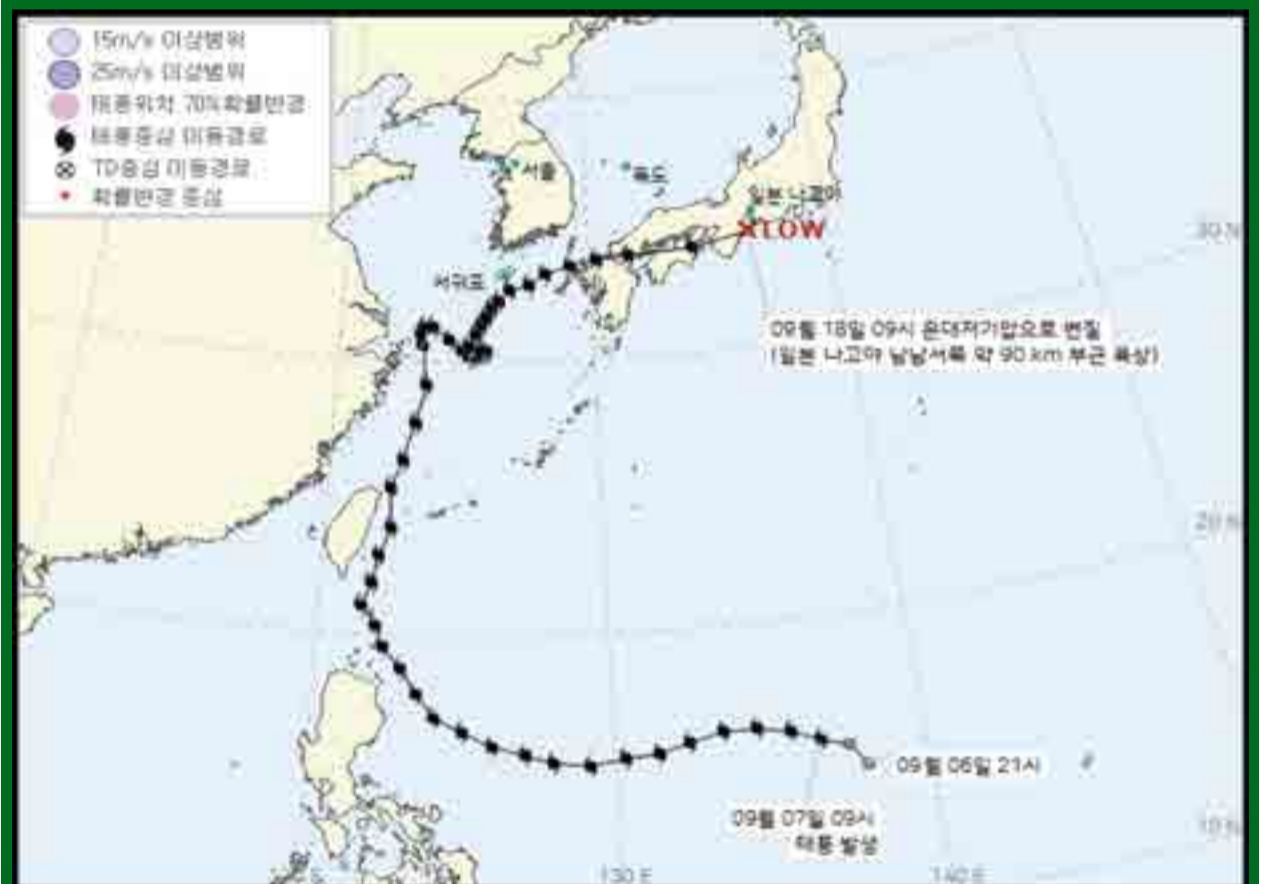 15m/s 이상범위
25m/s 이상범위
태풍위치 70%확률반경
태풍중심 이동경로
TD중심 이동경로
확률반경 중심
서울
독도
일본 나고야
LOW
30 N
서귀포
09월 18일 09시 온대저기압으로 변질
(일본 나고야 남남서쪽 약 90 km 부근 육상)
20 N
09월 06일 21시
09월 07일 09시
태풍 발생
10 N
130 E
140 E